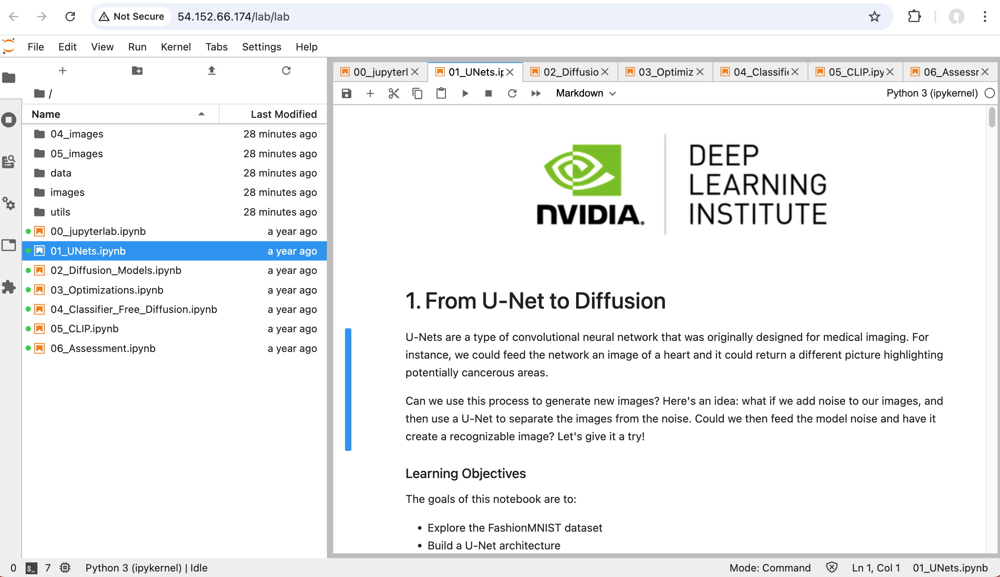 Not Secure 54.152.66.174/lab/lab
File Edit View Run Kernel Tabs Settings Help
00_jupyterl 01_UNets.ip 02_Diffusio 03_Optimiz 04_Classifi 05_CLIP.ipy 06_Assessr
/
Markdown Python 3 (ipykernel)
Name Last Modified
04_images 28 minutes ago
05_images 28 minutes ago
data 28 minutes ago
images 28 minutes ago
utils 28 minutes ago
00_jupyterlab.ipynb a year ago
01_UNets.ipynb a year ago
02_Diffusion_Models.ipynb a year ago
03_Optimizations.ipynb a year ago
04_Classifier_Free_Diffusion.ipynb a year ago
05_CLIP.ipynb a year ago
06_Assessment.ipynb a year ago
NVIDIA.
DEEP
LEARNING
INSTITUTE
1. From U-Net to Diffusion
U-Nets are a type of convolutional neural network that was originally designed for medical imaging. For
instance, we could feed the network an image of a heart and it could return a different picture highlighting
potentially cancerous areas.
Can we use this process to generate new images? Here's an idea: what if we add noise to our images, and
then use a U-Net to separate the images from the noise. Could we then feed the model noise and have it
create a recognizable image? Let's give it a try!
Learning Objectives
The goals of this notebook are to:
• Explore the FashionMNIST dataset
• Build a U-Net architecture
0 $_ 7 Python 3 (ipykernel) | Idle Mode: Command Ln 1, Col 1 01_UNets.ipynb